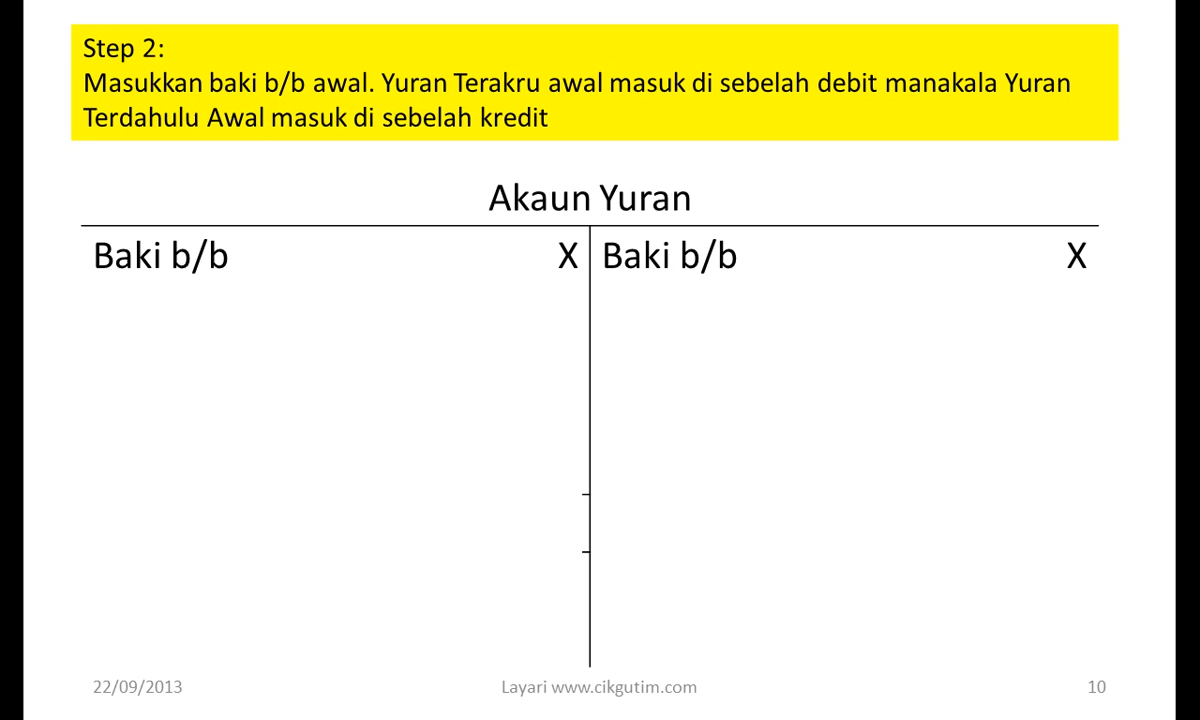 Step 2:
Masukkan baki b/b awal. Yuran Terakru awal masuk di sebelah debit manakala Yuran
Terdahulu Awal masuk di sebelah kredit
Akaun Yuran
Baki b/b X Baki b/b X
22/09/2013 Layari www.cikgutim.com 10